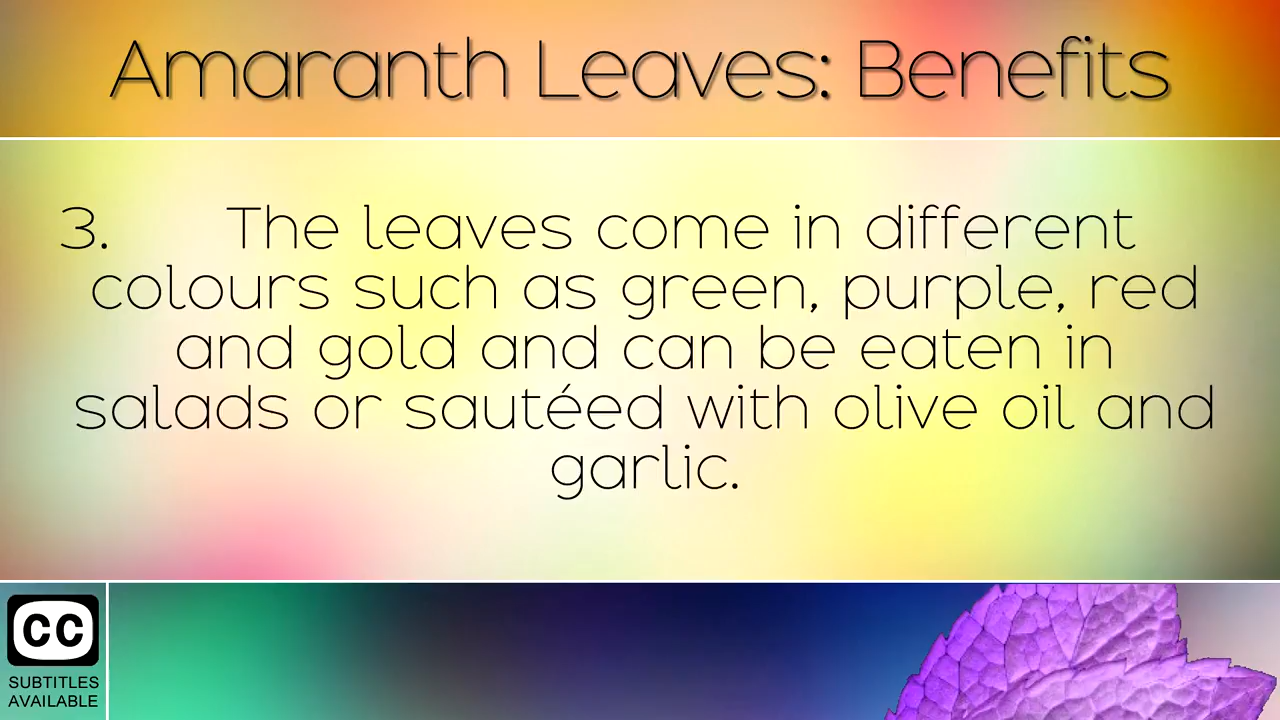 Amaranth Leaves: Benefits
3. The leaves come in different
colours such as green, purple, red
and gold and can be eaten in
salads or sautéed with olive oil and
garlic.
CC
SUBTITLES
AVAILABLE